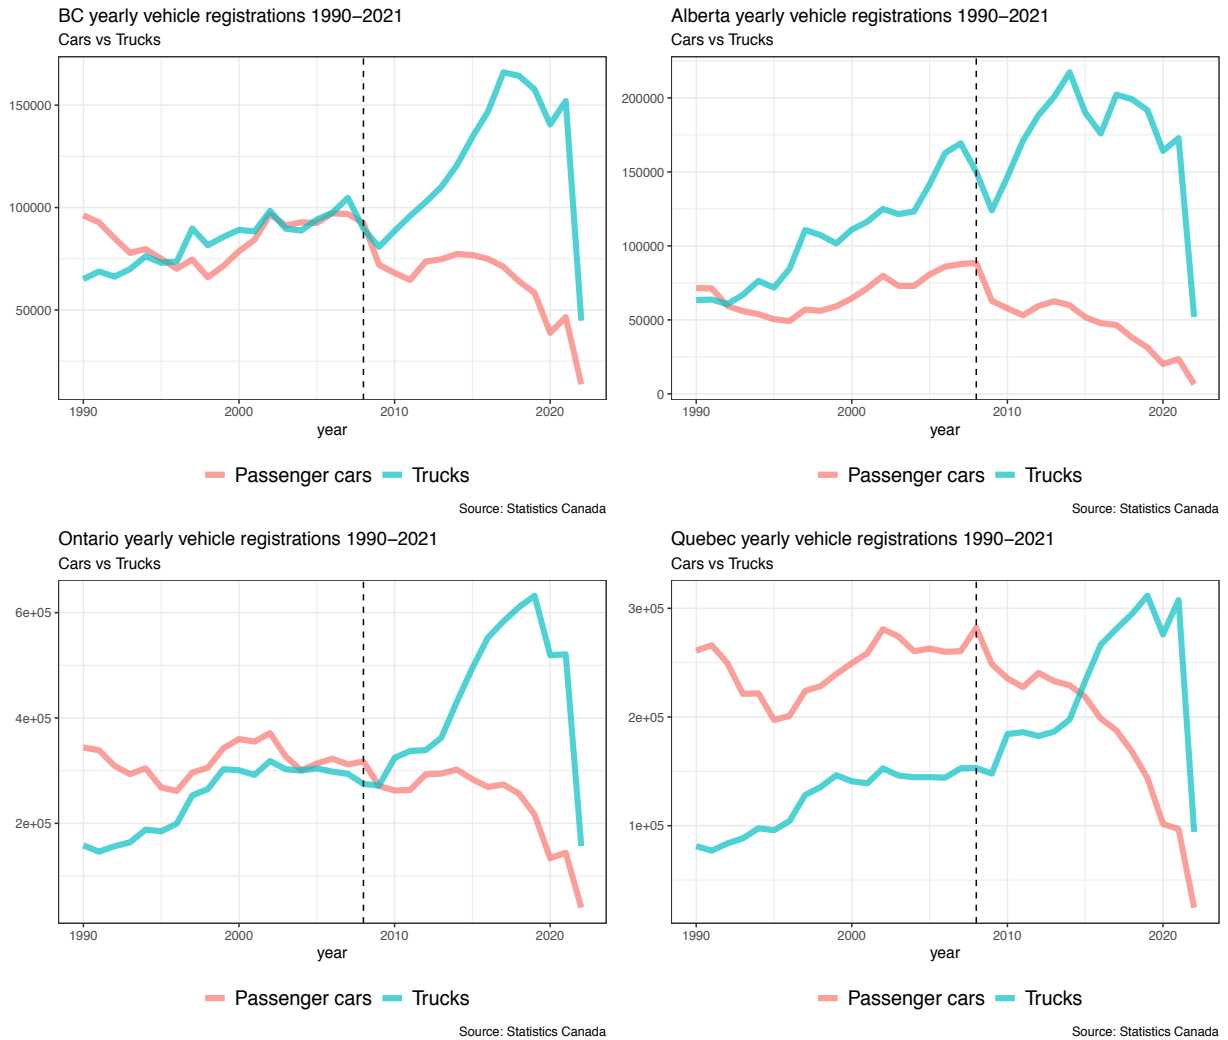 BC yearly vehicle registrations 1990−2021
Cars vs Trucks
150000
100000
50000
1990 2000 2010 2020
year
Passenger cars Trucks
Source: Statistics Canada
Alberta yearly vehicle registrations 1990−2021
Cars vs Trucks
200000
150000
100000
50000
0
1990 2000 2010 2020
year
Passenger cars Trucks
Source: Statistics Canada
Ontario yearly vehicle registrations 1990−2021
Cars vs Trucks
6e+05
4e+05
2e+05
1990 2000 2010 2020
year
Passenger cars Trucks
Source: Statistics Canada
Quebec yearly vehicle registrations 1990−2021
Cars vs Trucks
3e+05
2e+05
1e+05
1990 2000 2010 2020
year
Passenger cars Trucks
Source: Statistics Canada